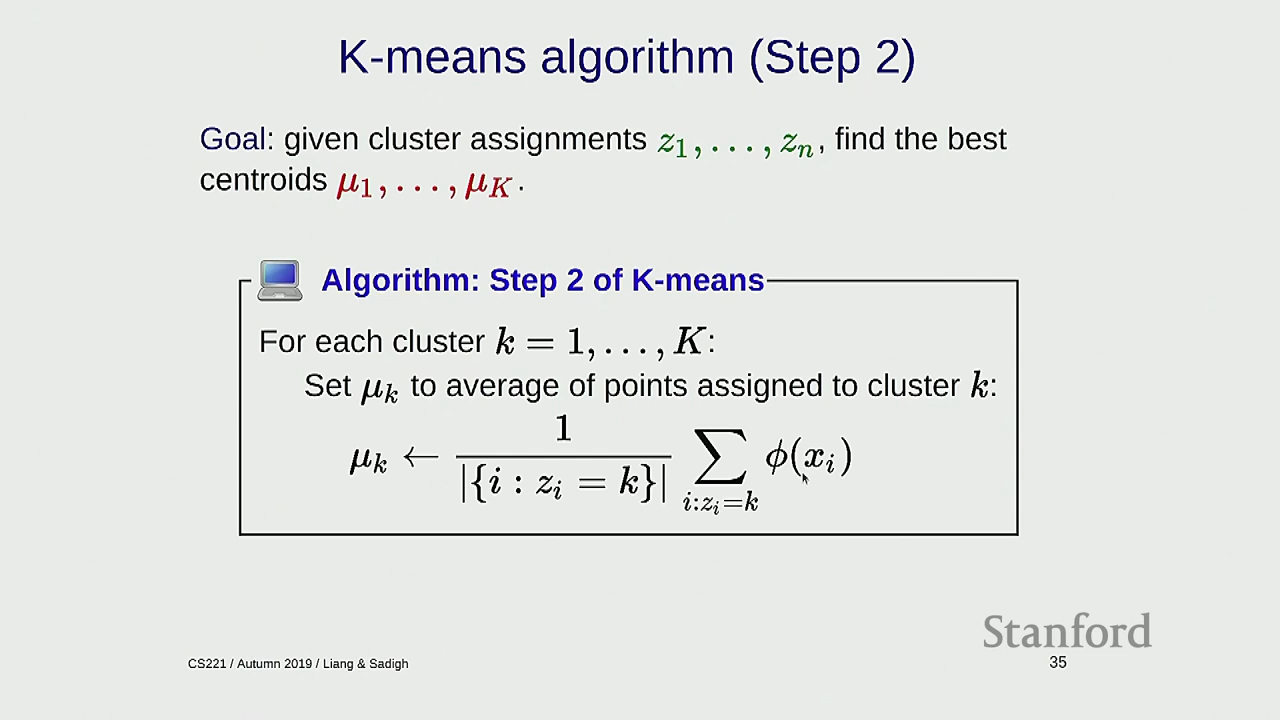 K-means algorithm (Step 2)
Goal: given cluster assignments z₁, . . . , zₙ, find the best
centroids μ₁, . . . , μ_K.
Algorithm: Step 2 of K-means
For each cluster k = 1, . . . , K:
Set μₖ to average of points assigned to cluster k:
μₖ ← 1 / |{i : zᵢ = k}| ∑_{i:zᵢ=k} ϕ(xᵢ)
Stanford
CS221 / Autumn 2019 / Liang & Sadigh
35